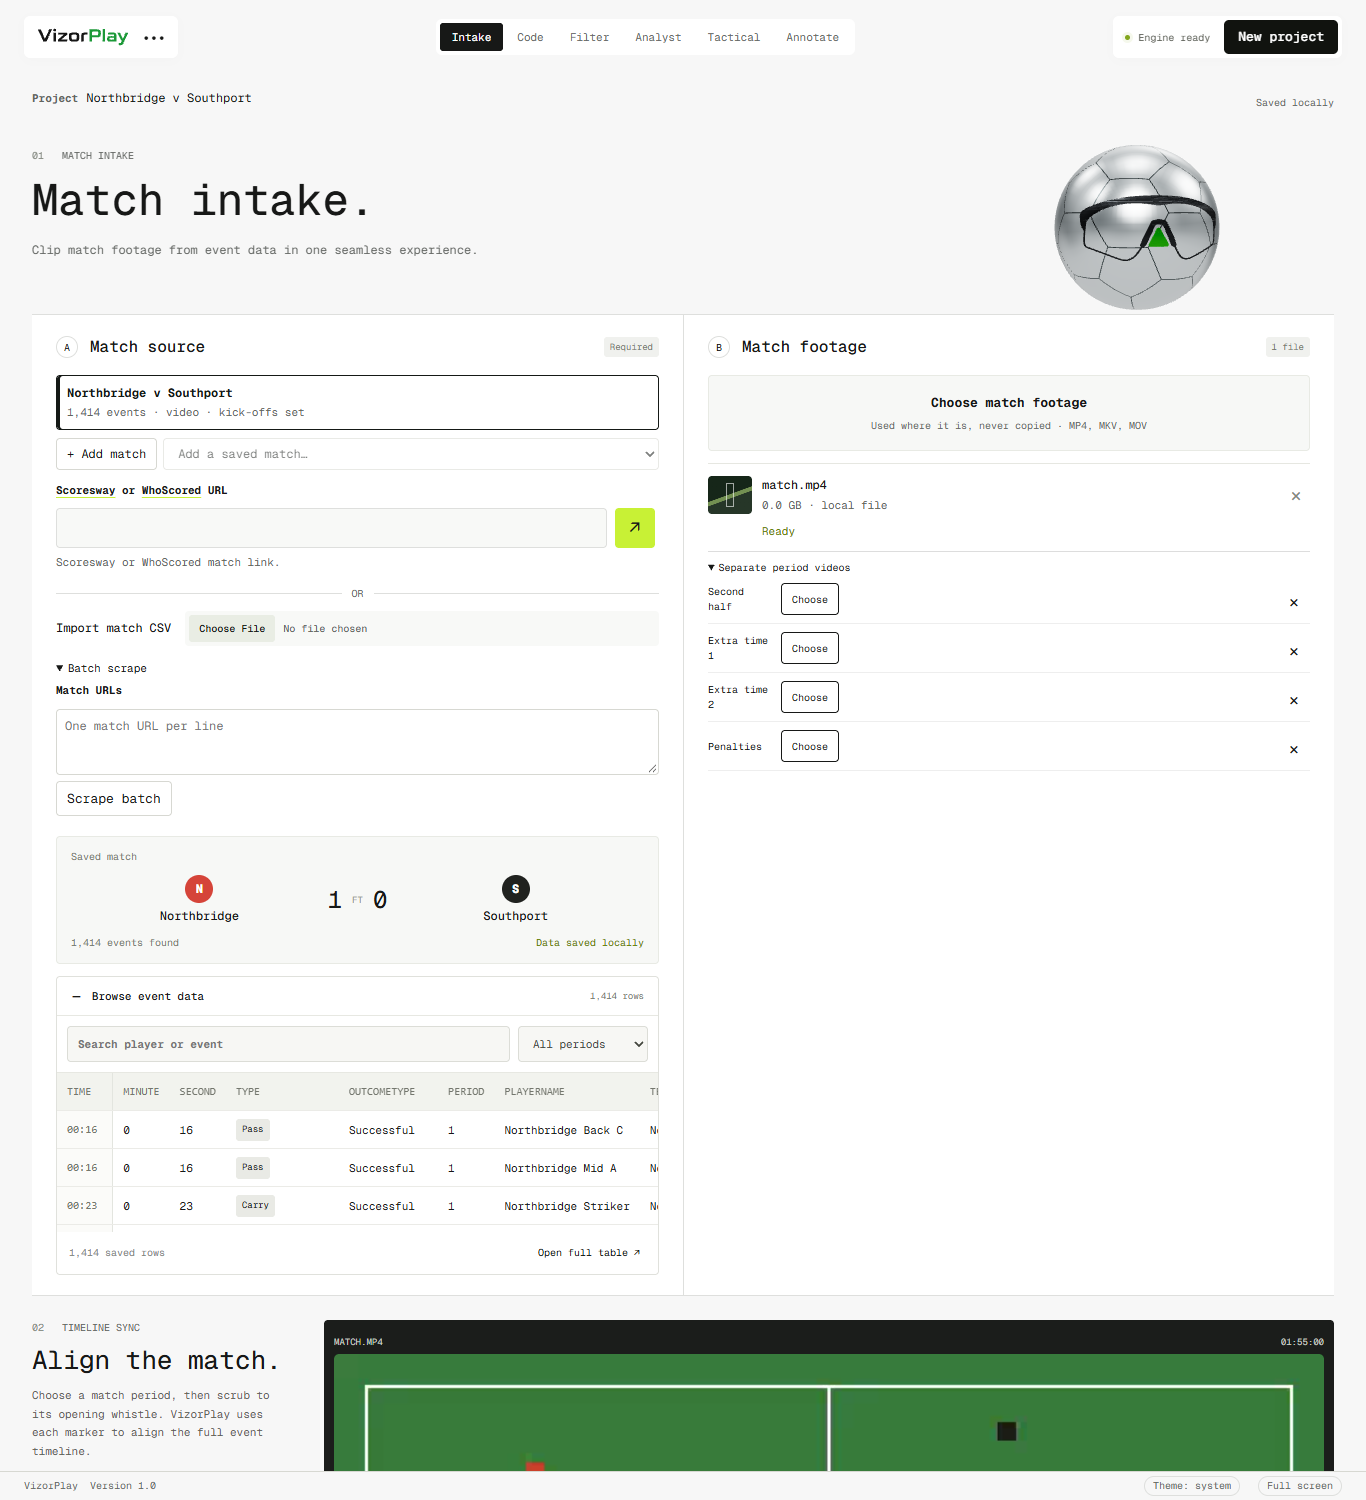 VizorPlay
Intake Code Filter Analyst Tactical Annotate
Engine ready
New project
Project Northbridge v Southport
Saved locally
01 MATCH INTAKE
Match intake.
Clip match footage from event data in one seamless experience.
A Match source
Required
Northbridge v Southport
1,414 events · video · kick-offs set
+ Add match
Add a saved match…
Scoresway or WhoScored URL
Scoresway or WhoScored match link.
OR
Import match CSV Choose File No file chosen
▼ Batch scrape
Match URLs
One match URL per line
Scrape batch
Saved match
N
S
1 FT 0
Northbridge
Southport
1,414 events found
Data saved locally
— Browse event data
1,414 rows
Search player or event
All periods
TIME MINUTE SECOND TYPE OUTCOMETYPE PERIOD PLAYERNAME
00:16 0 16 Pass Successful 1 Northbridge Back C
00:16 0 16 Pass Successful 1 Northbridge Mid A
00:23 0 23 Carry Successful 1 Northbridge Striker
1,414 saved rows
Open full table ↗
B Match footage
1 file
Choose match footage
Used where it is, never copied · MP4, MKV, MOV
match.mp4
0.0 GB · local file
Ready
▼ Separate period videos
Second half Choose
Extra time 1 Choose
Extra time 2 Choose
Penalties Choose
02 TIMELINE SYNC
Align the match.
Choose a match period, then scrub to
its opening whistle. VizorPlay uses
each marker to align the full event
timeline.
MATCH.MP4
01:55:00
VizorPlay Version 1.0
Theme: system
Full screen